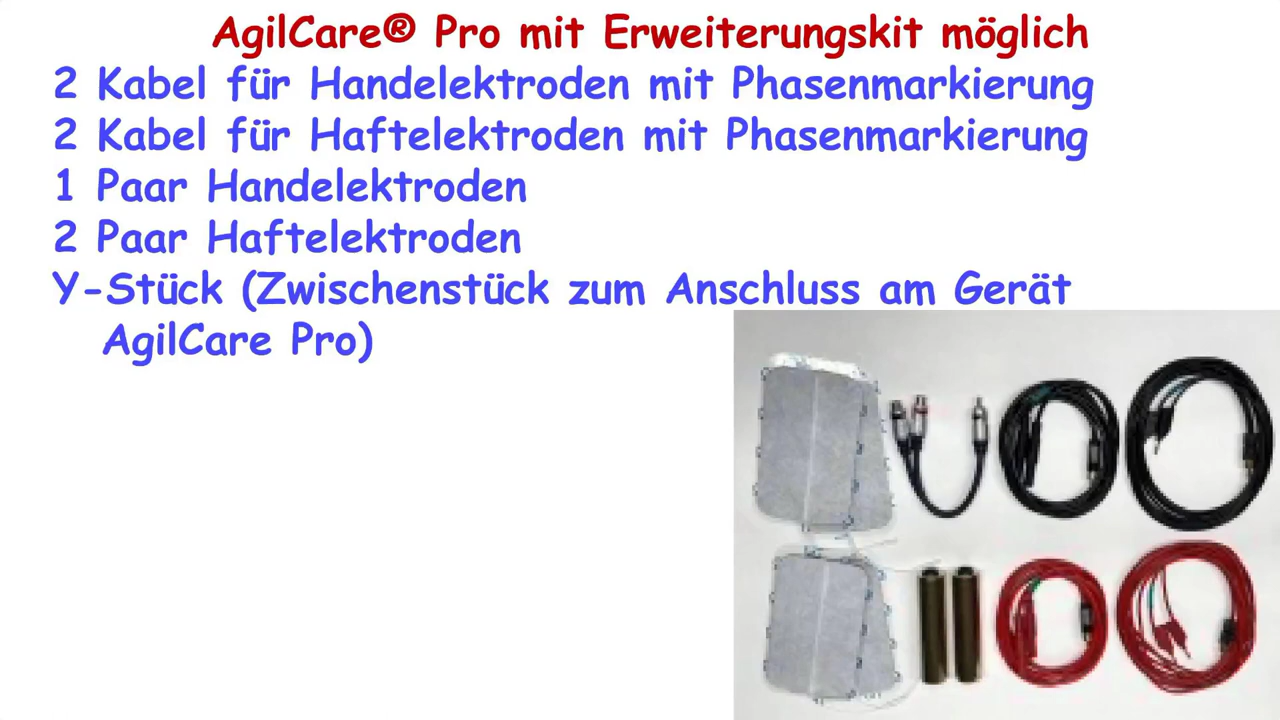 AgilCare® Pro mit Erweiterungskit möglich
2 Kabel für Handelektroden mit Phasenmarkierung
2 Kabel für Haftelektroden mit Phasenmarkierung
1 Paar Handelektroden
2 Paar Haftelektroden
Y-Stück (Zwischenstück zum Anschluss am Gerät
AgilCare Pro)